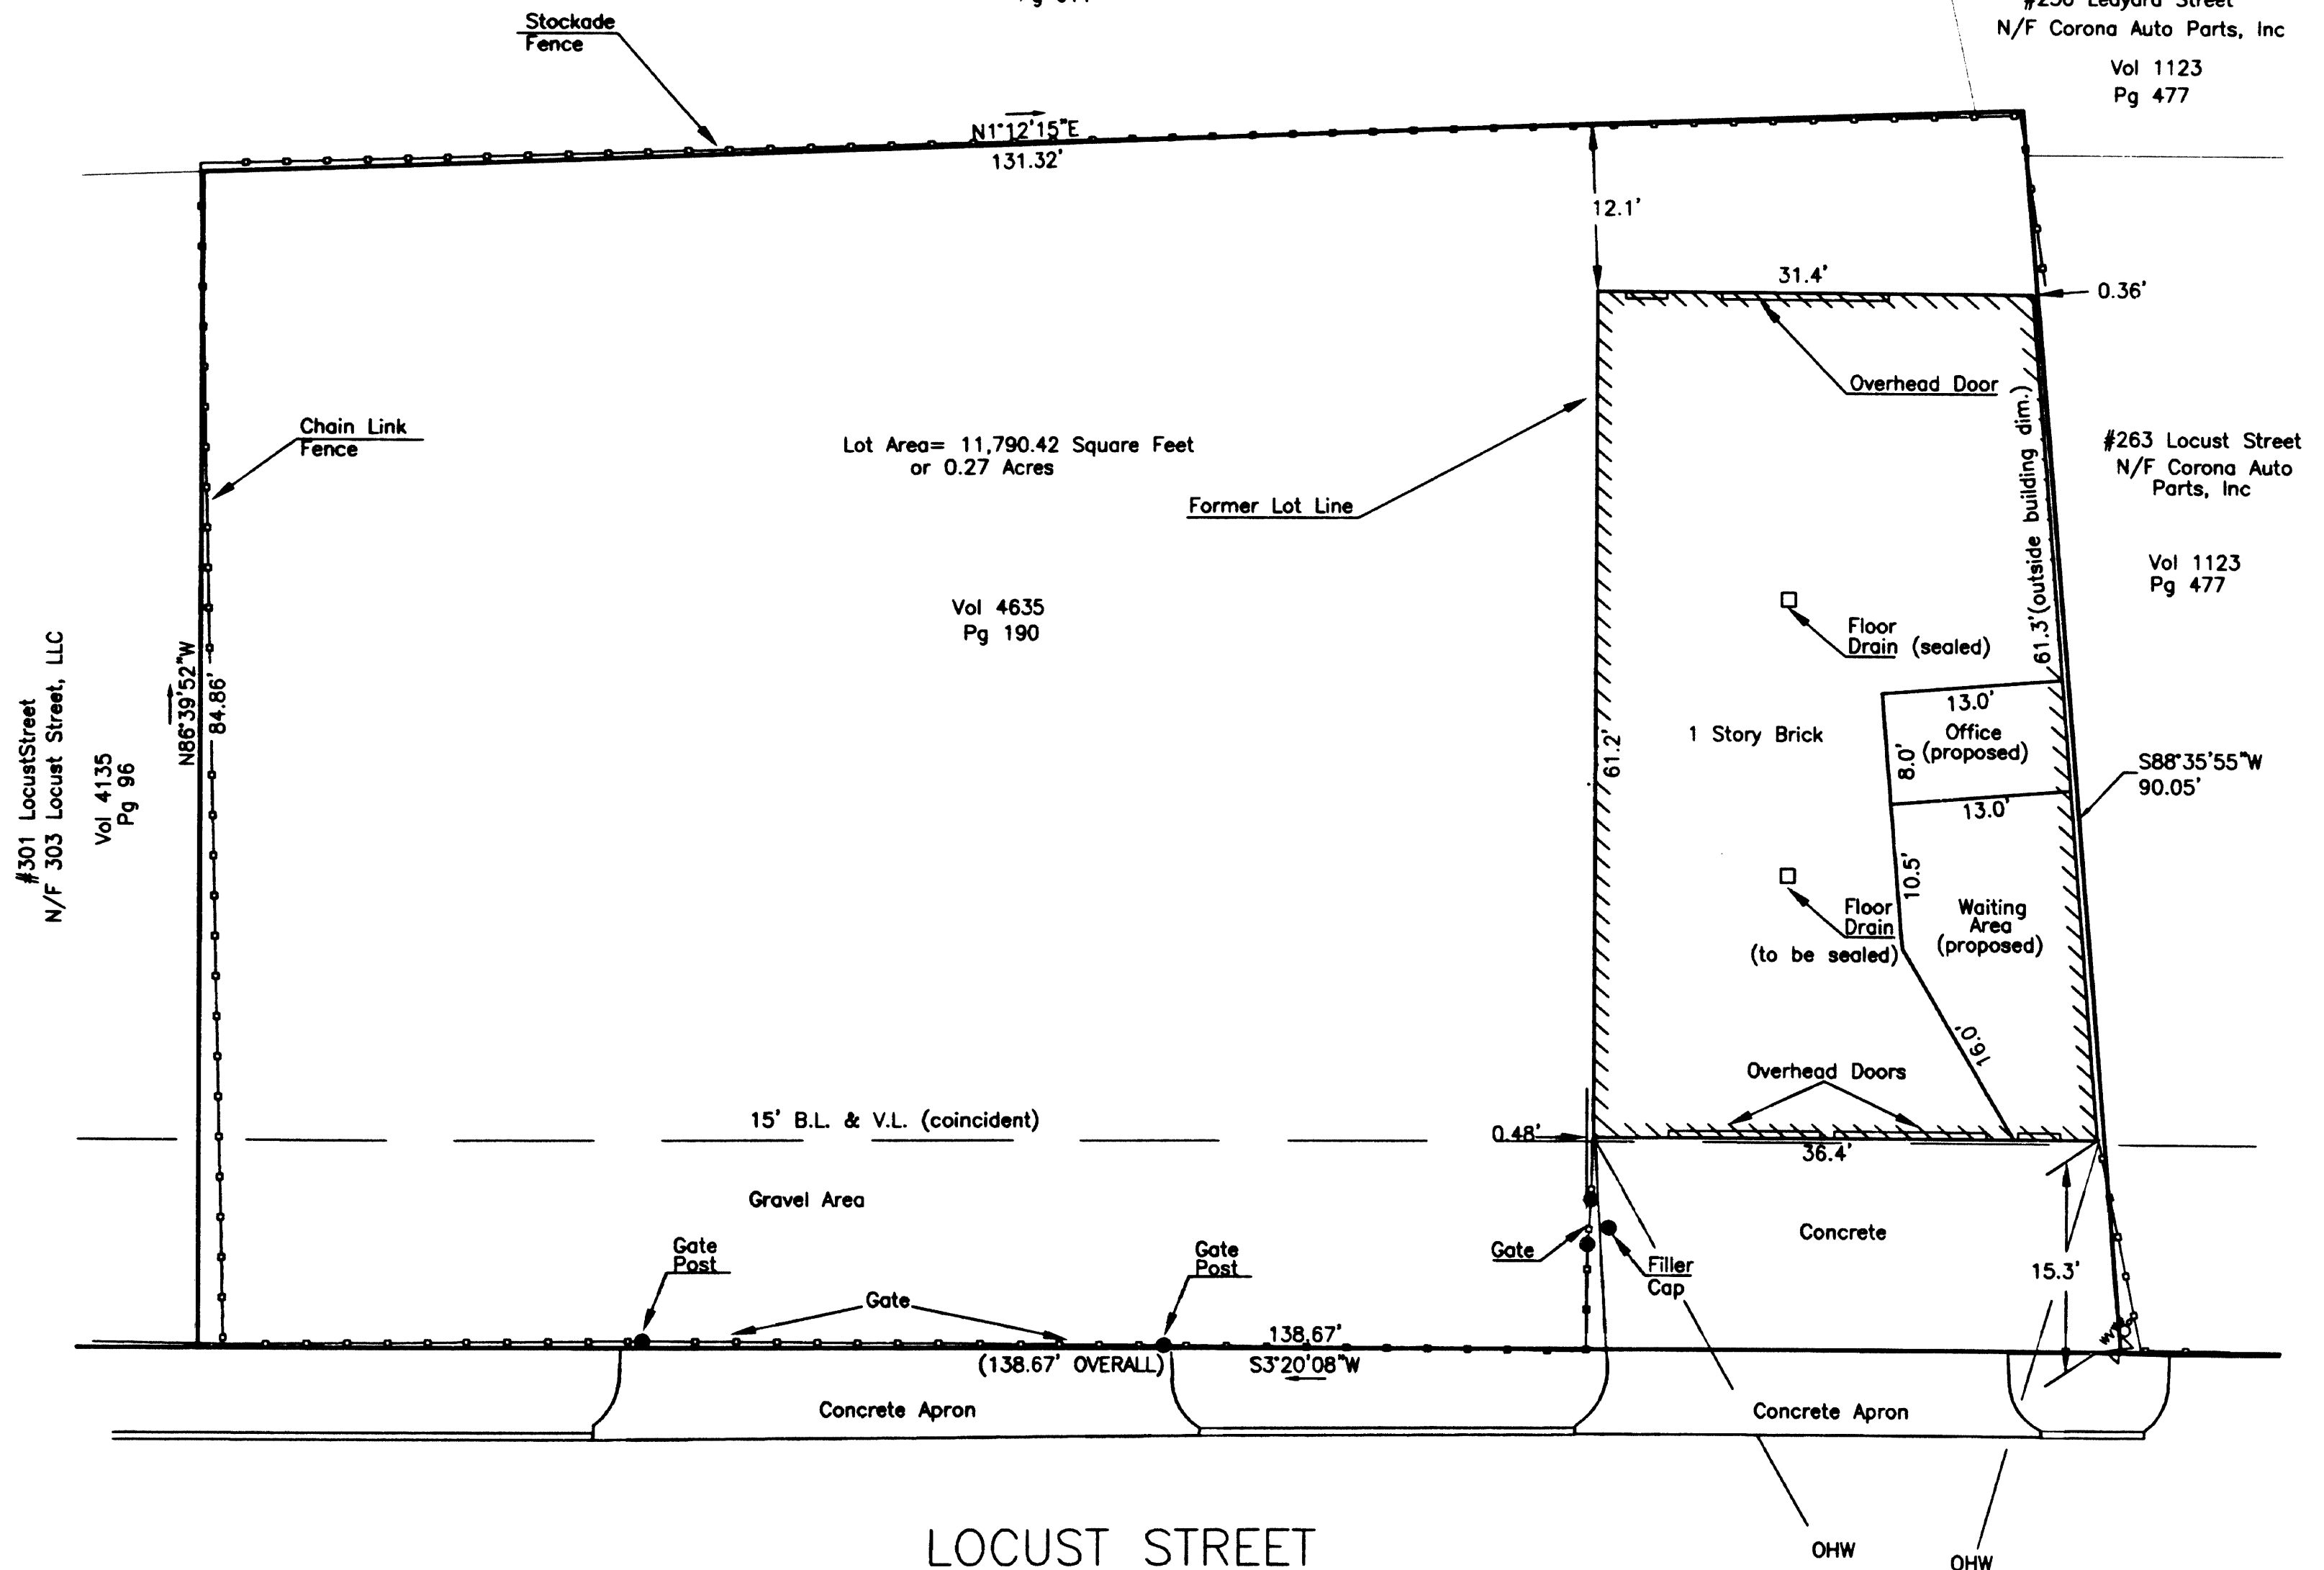 #250 Ledyard Street
N/F Corona Auto Parts, Inc
Vol 1123
Pg 477
Stockade
Fence
N1°12'15"E
131.32'
12.1'
31.4'
0.36'
Overhead Door
61.3'(outside building dim.)
Chain Link
Fence
Lot Area= 11,790.42 Square Feet
or 0.27 Acres
Former Lot Line
#263 Locust Street
N/F Corona Auto
Parts, Inc
Vol 1123
Pg 477
Vol 4635
Pg 190
Floor
Drain (sealed)
#301 LocustStreet
N/F 303 Locust Street, LLC
Vol 4135
Pg 96
N86°39'52"W
84.86'
61.2'
1 Story Brick
13.0'
Office
(proposed)
8.0'
13.0'
S88°35'55"W
90.05'
10.5'
Floor
Drain
(to be sealed)
Waiting
Area
(proposed)
16.0'
Overhead Doors
15' B.L. & V.L. (coincident)
0.48'
36.4'
Gravel Area
Concrete
Gate
Post
Gate
Post
Gate
Gate
Filler
Cap
15.3'
138.67'
(138.67' OVERALL)
S3°20'08"W
Concrete Apron
Concrete Apron
LOCUST STREET
OHW
OHW